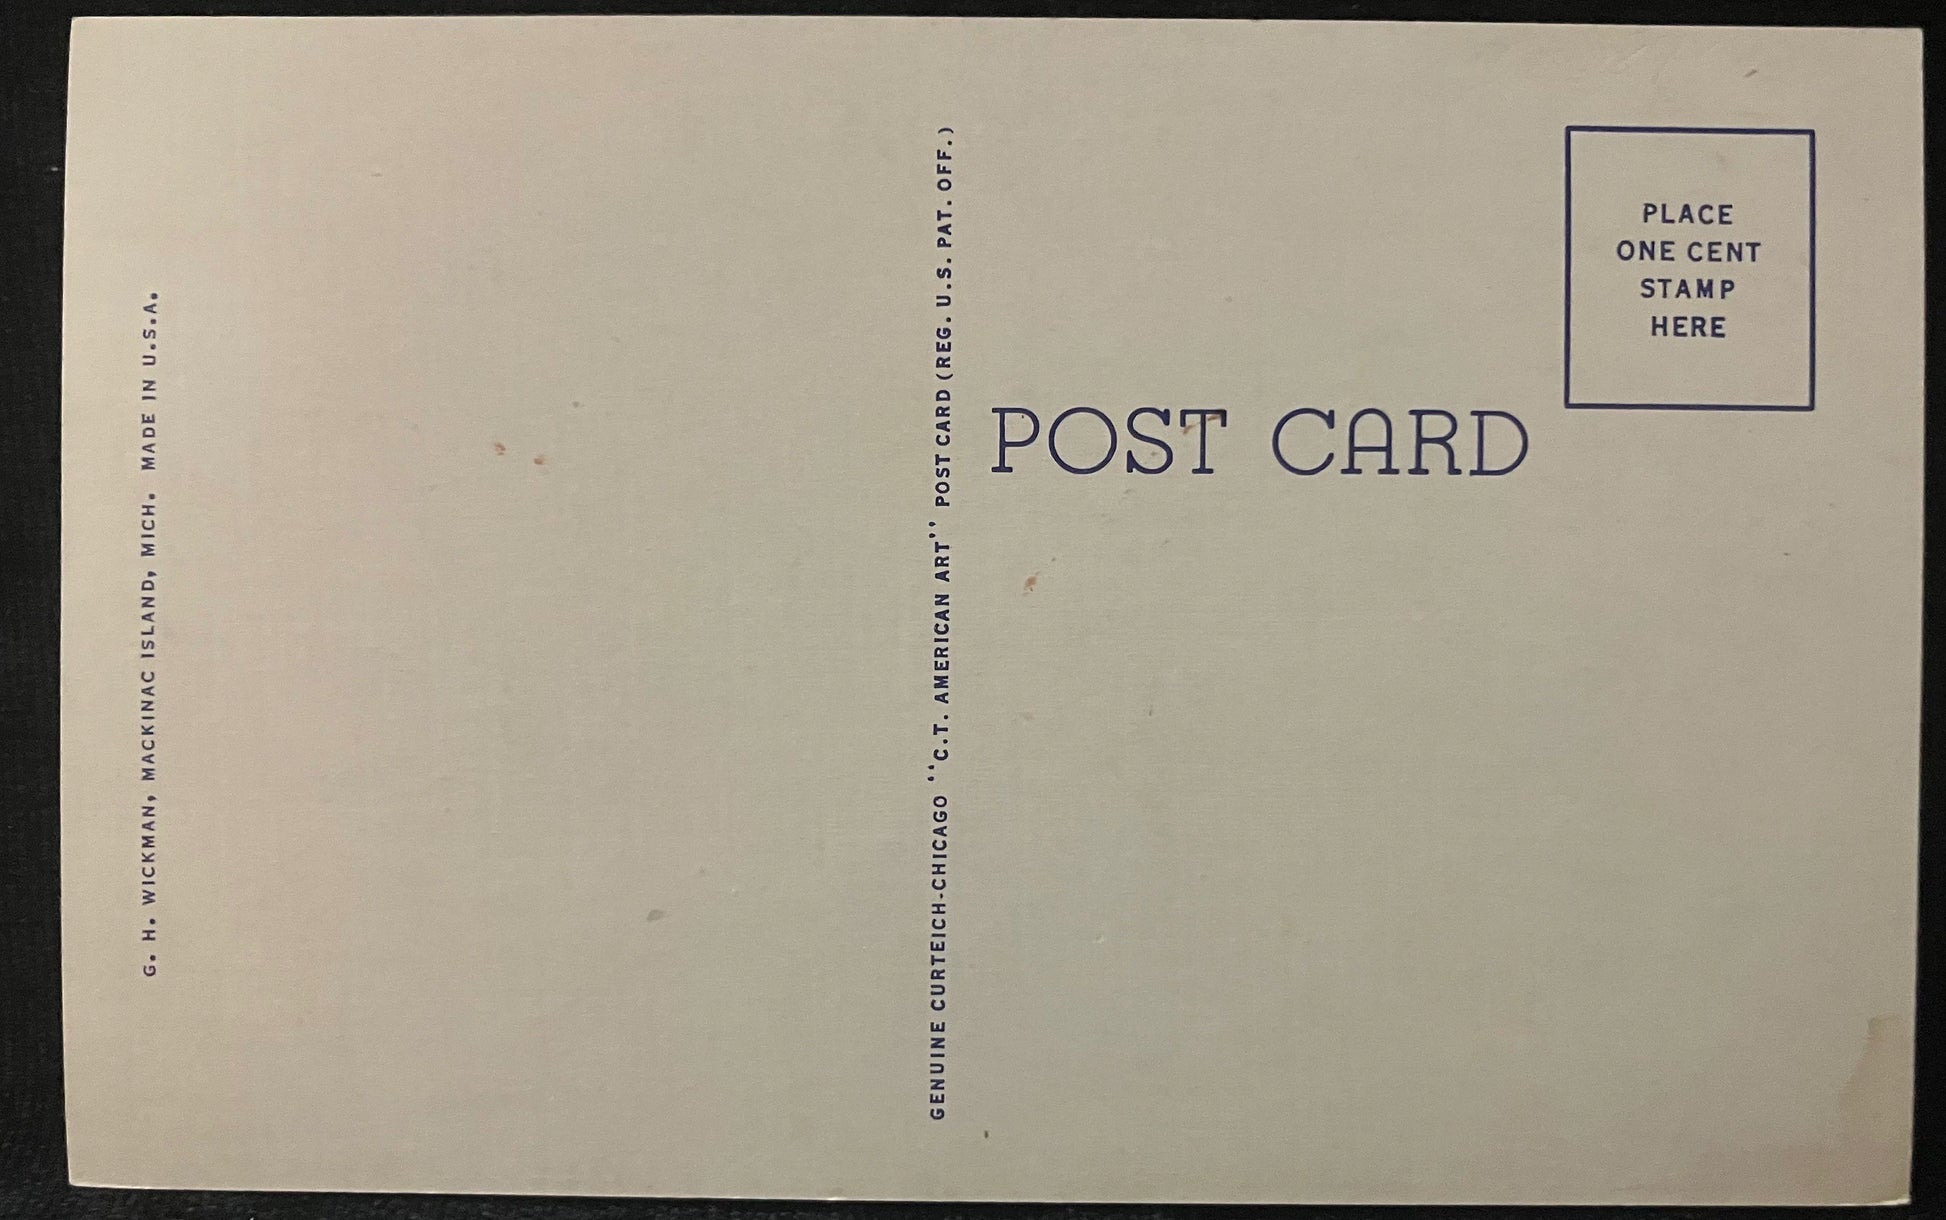 G. H. WICKMAN, MACKINAC ISLAND, MICH. MADE IN U.S.A.
GENUINE CURTEICH-CHICAGO "C.T. AMERICAN ART" POST CARD (REG. U.S. PAT. OFF.)
POST CARD
PLACE
ONE CENT
STAMP
HERE